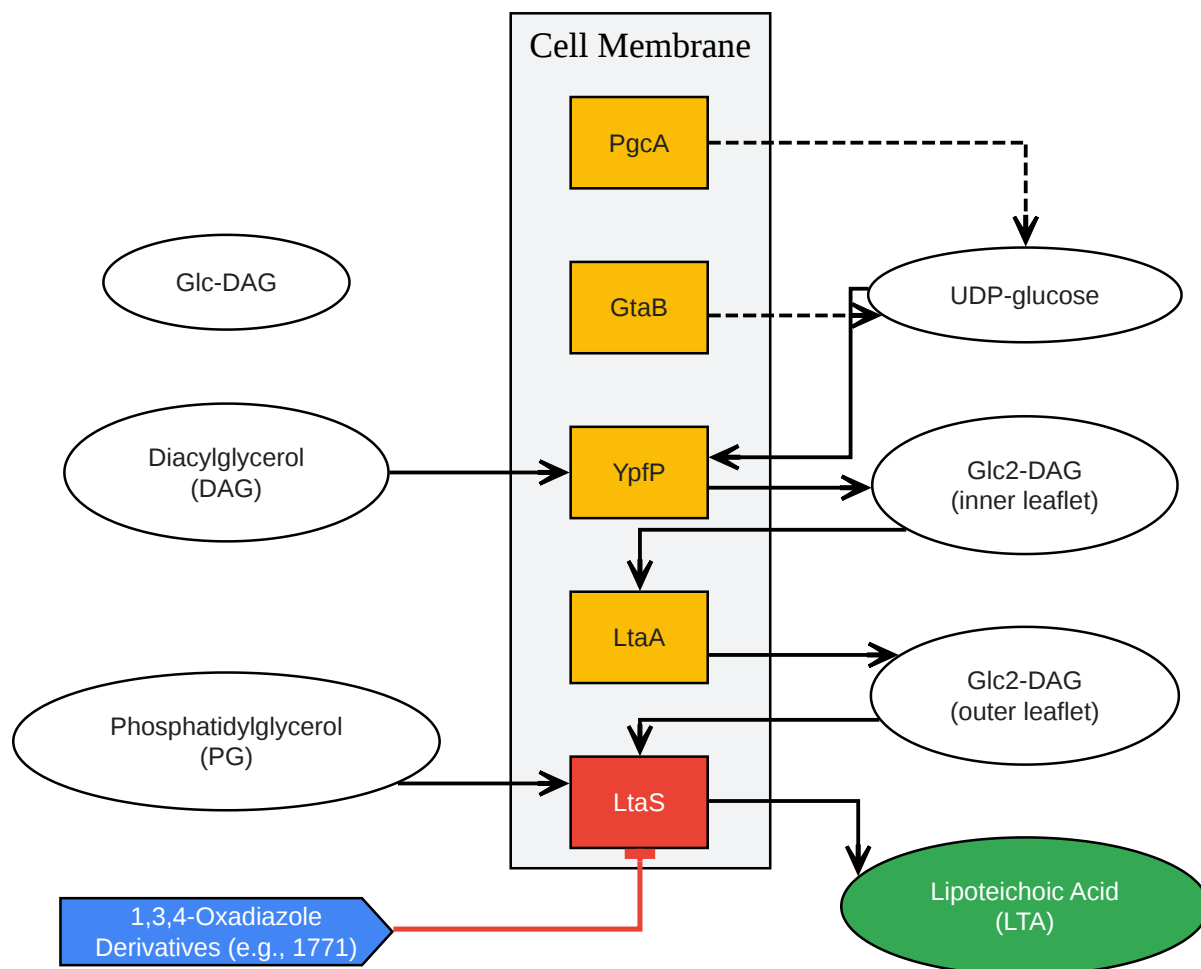 Cell Membrane
PgcA
Glc-DAG
GtaB
UDP-glucose
Diacylglycerol
(DAG)
YpfP
Glc2-DAG
(inner leaflet)
LtaA
Glc2-DAG
(outer leaflet)
Phosphatidylglycerol
(PG)
LtaS
Lipoteichoic Acid
(LTA)
1,3,4-Oxadiazole
Derivatives (e.g., 1771)